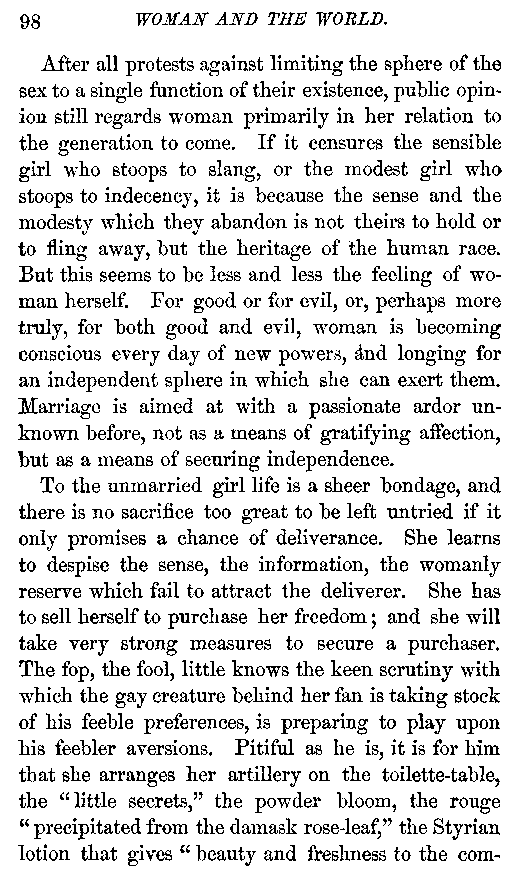 98 WOMAN AND THE WORLD.
After all protests against limiting the sphere of the
sex to a single function of their existence, public opin-
ion still regards woman primarily in her relation to
the generation to come. If it censures the sensible
girl who stoops to slang, or the modest girl who
stoops to indecency, it is because the sense and the
modesty which they abandon is not theirs to hold or
to fling away, but the heritage of the human race.
But this seems to be less and less the feeling of wo-
man herself. For good or for evil, or, perhaps more
truly, for both good and evil, woman is becoming
conscious every day of new powers, and longing for
an independent sphere in which she can exert them.
Marriage is aimed at with a passionate ardor un-
known before, not as a means of gratifying affection,
but as a means of securing independence.
To the unmarried girl life is a sheer bondage, and
there is no sacrifice too great to be left untried if it
only promises a chance of deliverance. She learns
to despise the sense, the information, the womanly
reserve which fail to attract the deliverer. She has
to sell herself to purchase her freedom; and she will
take very strong measures to secure a purchaser.
The fop, the fool, little knows the keen scrutiny with
which the gay creature behind her fan is taking stock
of his feeble preferences, is preparing to play upon
his feebler aversions. Pitiful as he is, it is for him
that she arranges her artillery on the toilette-table,
the "little secrets," the powder bloom, the rouge
"precipitated from the damask rose-leaf," the Styrian
lotion that gives "beauty and freshness to the com-